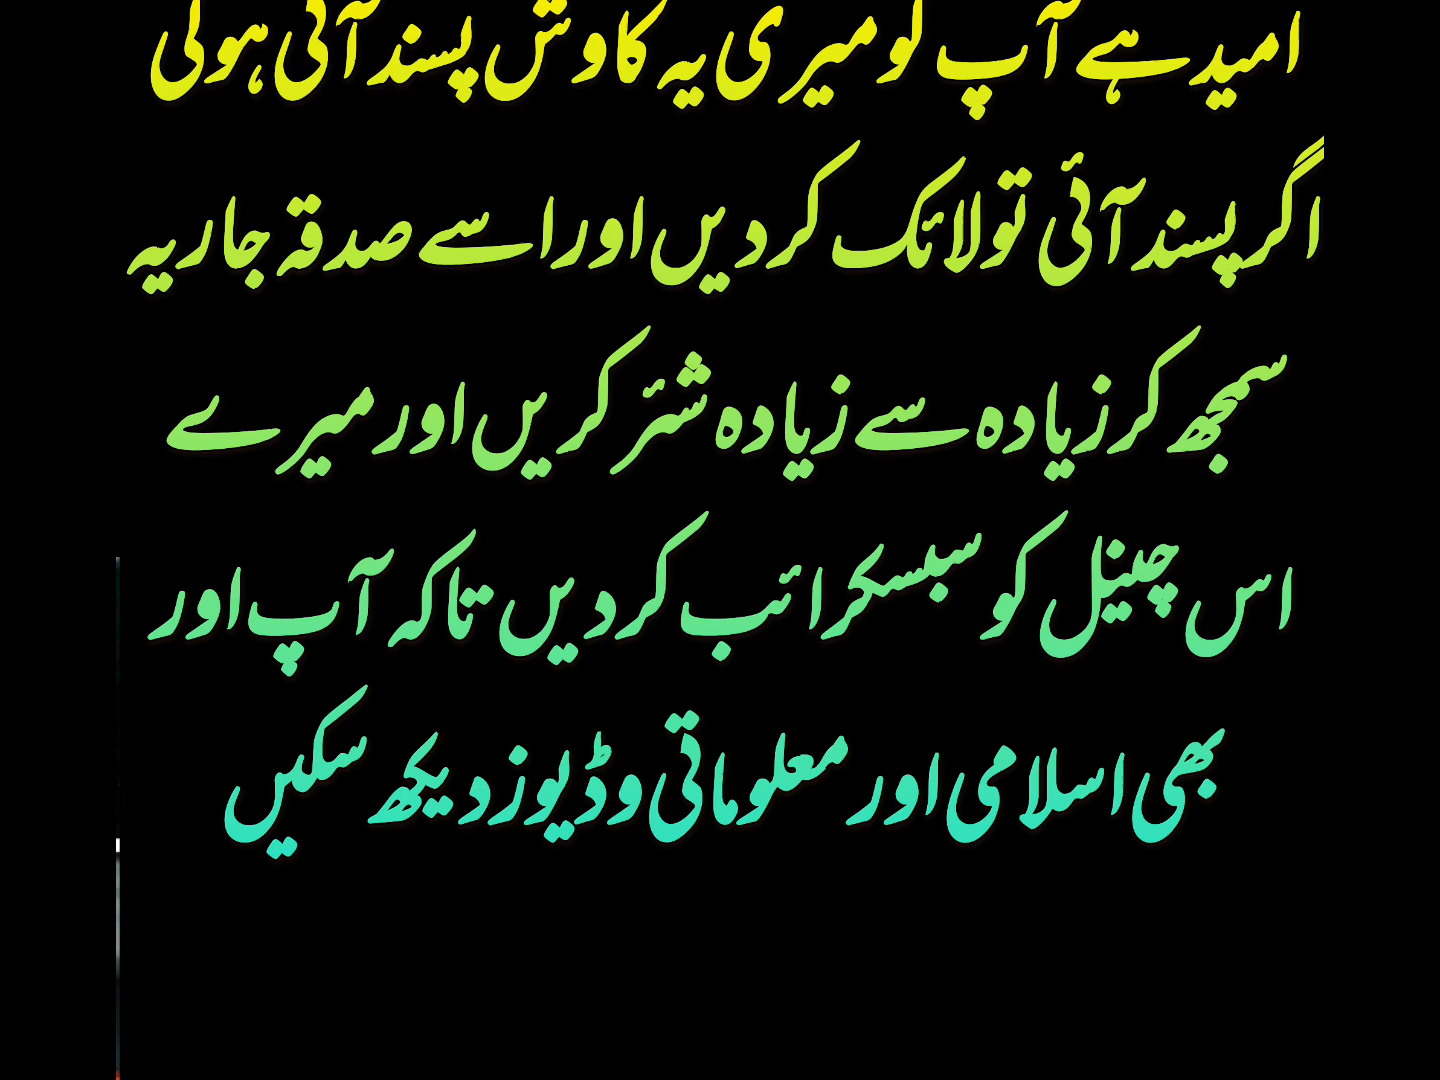 امید ہے آپ کو میری یہ کاوش پسند آئی ہوگی
اگر پسند آئی تو لائک کر دیں اور اسے صدقہ جاریہ
سمجھ کر زیادہ سے زیادہ شئر کریں اور میرے
اس چینیل کو سبسکرائب کر دیں تاکہ آپ اور
بھی اسلامی اور معلوماتی وڈیوز دیکھ سکیں